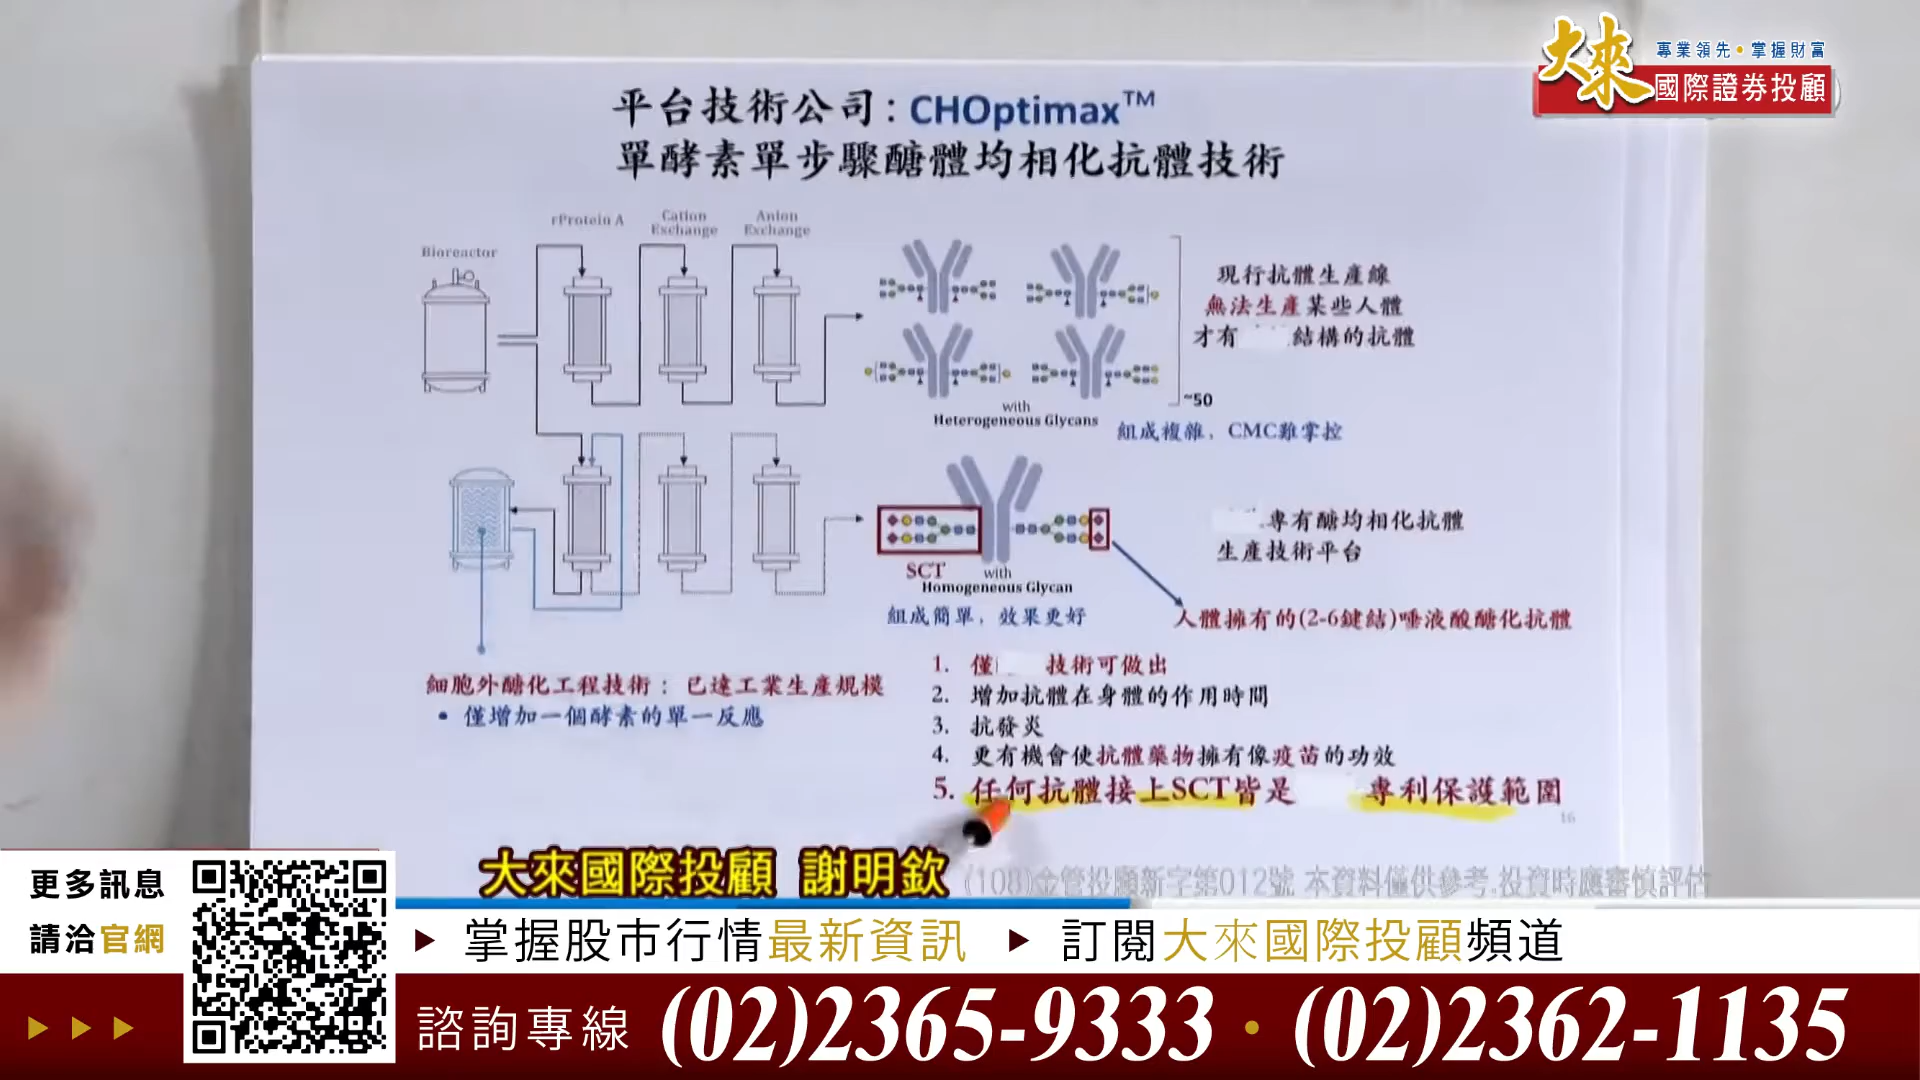 大來
專業領先•掌握財富
國際證券投顧
平台技術公司：CHOptimax™
單酵素單步驟醣體均相化抗體技術
Bioreactor
rProtein A
Cation Exchange
Anion Exchange
現行抗體生產線
無法生產某些人體
才有 結構的抗體
~50
with
Heterogeneous Glycans
組成複雜，CMC難掌控
專有醣均相化抗體
生產技術平台
SCT
with
Homogeneous Glycan
組成簡單，效果更好
人體擁有的(2-6鍵結)唾液酸醣化抗體
細胞外醣化工程技術：已達工業生產規模
• 僅增加一個酵素的單一反應
1. 僅 技術可做出
2. 增加抗體在身體的作用時間
3. 抗發炎
4. 更有機會使抗體藥物擁有像疫苗的功效
5. 任何抗體接上SCT皆是 專利保護範圍
16
大來國際投顧 謝明欽
(108)金管投顧新字第012號 本資料僅供參考,投資時應審慎評估
更多訊息
請洽官網
掌握股市行情最新資訊
訂閱大來國際投顧頻道
諮詢專線 (02)2365-9333•(02)2362-1135